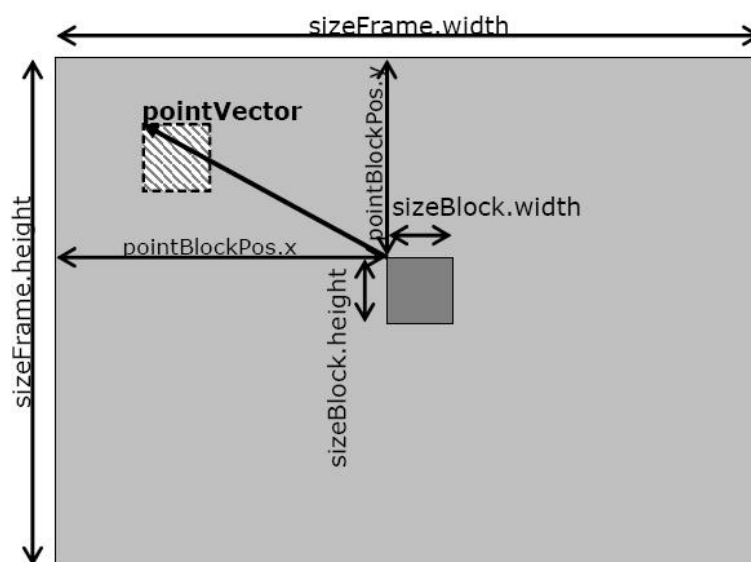 sizeFrame.width
pointVector
pointBlockPos.y
sizeBlock.width
pointBlockPos.x
sizeFrame.height
sizeBlock.height